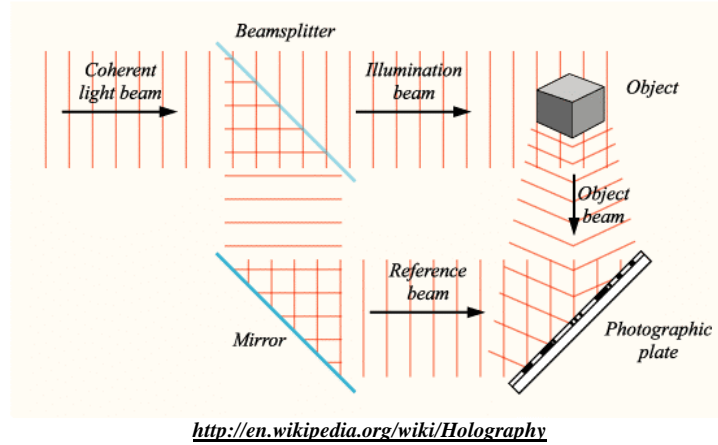 Beamsplitter
Coherent
light beam
Illumination
beam
Object
Object
beam
Reference
beam
Mirror
Photographic
plate
http://en.wikipedia.org/wiki/Holography